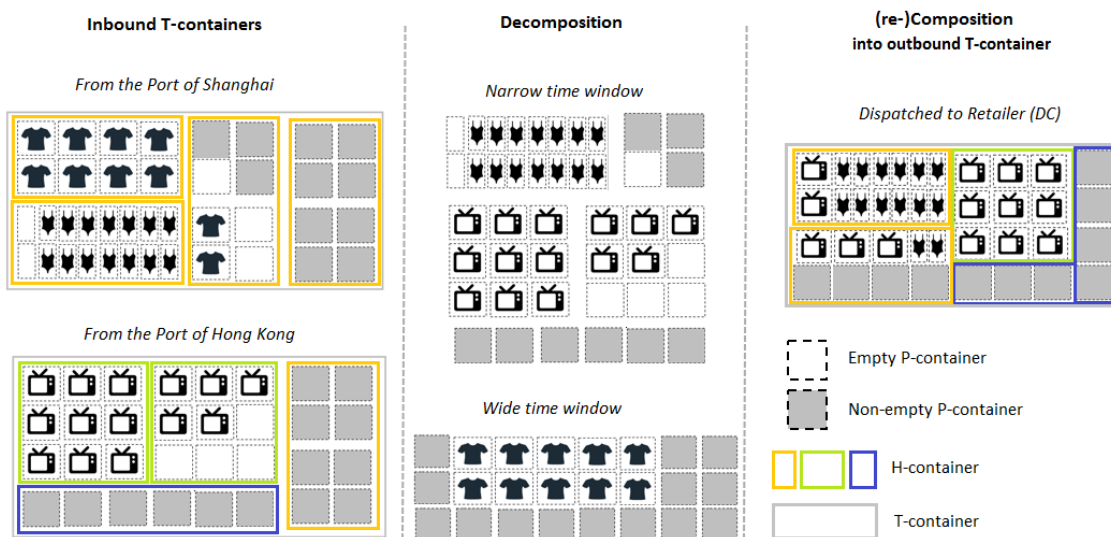 Inbound T-containers
From the Port of Shanghai
From the Port of Hong Kong
Decomposition
Narrow time window
Wide time window
(re-)Composition
into outbound T-container
Dispatched to Retailer (DC)
Empty P-container
Non-empty P-container
H-container
T-container